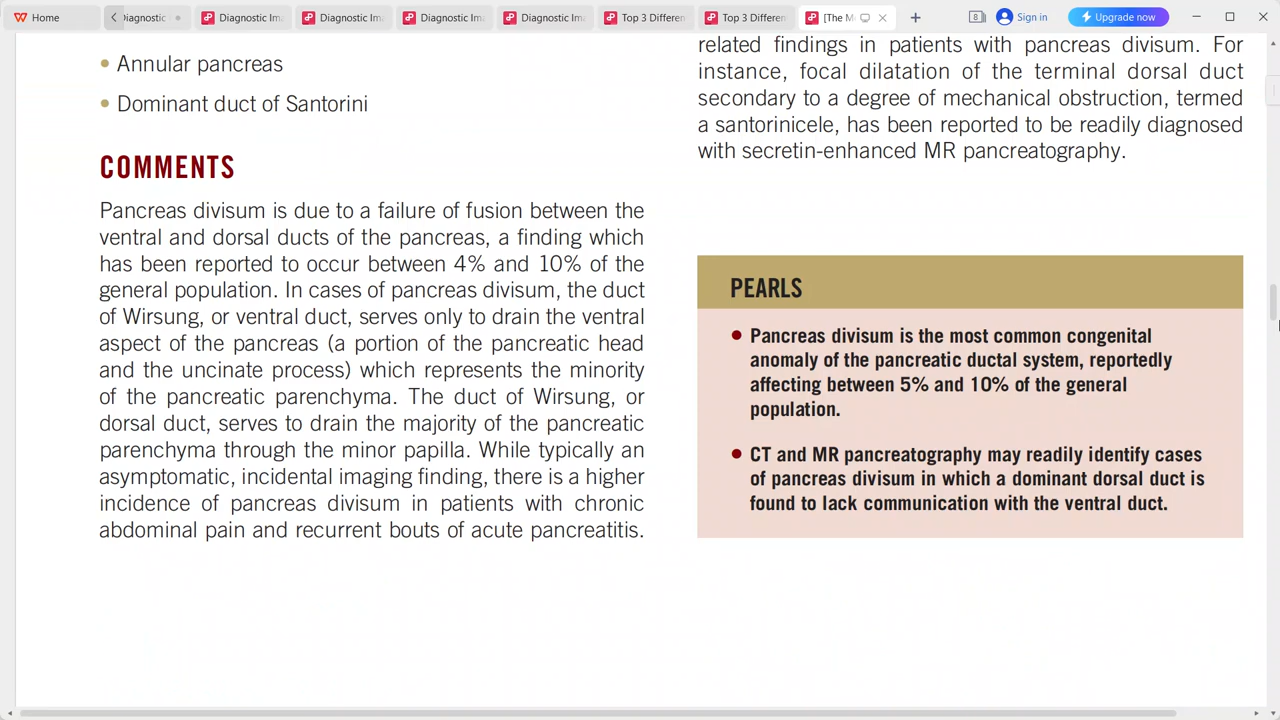 Home
Diagnostic
Diagnostic Im
Diagnostic Im
Diagnostic Im
Diagnostic Im
Top 3 Differen
Top 3 Differen
[The M
8
Sign in
Upgrade now
Annular pancreas
Dominant duct of Santorini
COMMENTS
Pancreas divisum is due to a failure of fusion between the
ventral and dorsal ducts of the pancreas, a finding which
has been reported to occur between 4% and 10% of the
general population. In cases of pancreas divisum, the duct
of Wirsung, or ventral duct, serves only to drain the ventral
aspect of the pancreas (a portion of the pancreatic head
and the uncinate process) which represents the minority
of the pancreatic parenchyma. The duct of Wirsung, or
dorsal duct, serves to drain the majority of the pancreatic
parenchyma through the minor papilla. While typically an
asymptomatic, incidental imaging finding, there is a higher
incidence of pancreas divisum in patients with chronic
abdominal pain and recurrent bouts of acute pancreatitis.
related findings in patients with pancreas divisum. For
instance, focal dilatation of the terminal dorsal duct
secondary to a degree of mechanical obstruction, termed
a santorinicele, has been reported to be readily diagnosed
with secretin-enhanced MR pancreatography.
PEARLS
Pancreas divisum is the most common congenital
anomaly of the pancreatic ductal system, reportedly
affecting between 5% and 10% of the general
population.
CT and MR pancreatography may readily identify cases
of pancreas divisum in which a dominant dorsal duct is
found to lack communication with the ventral duct.